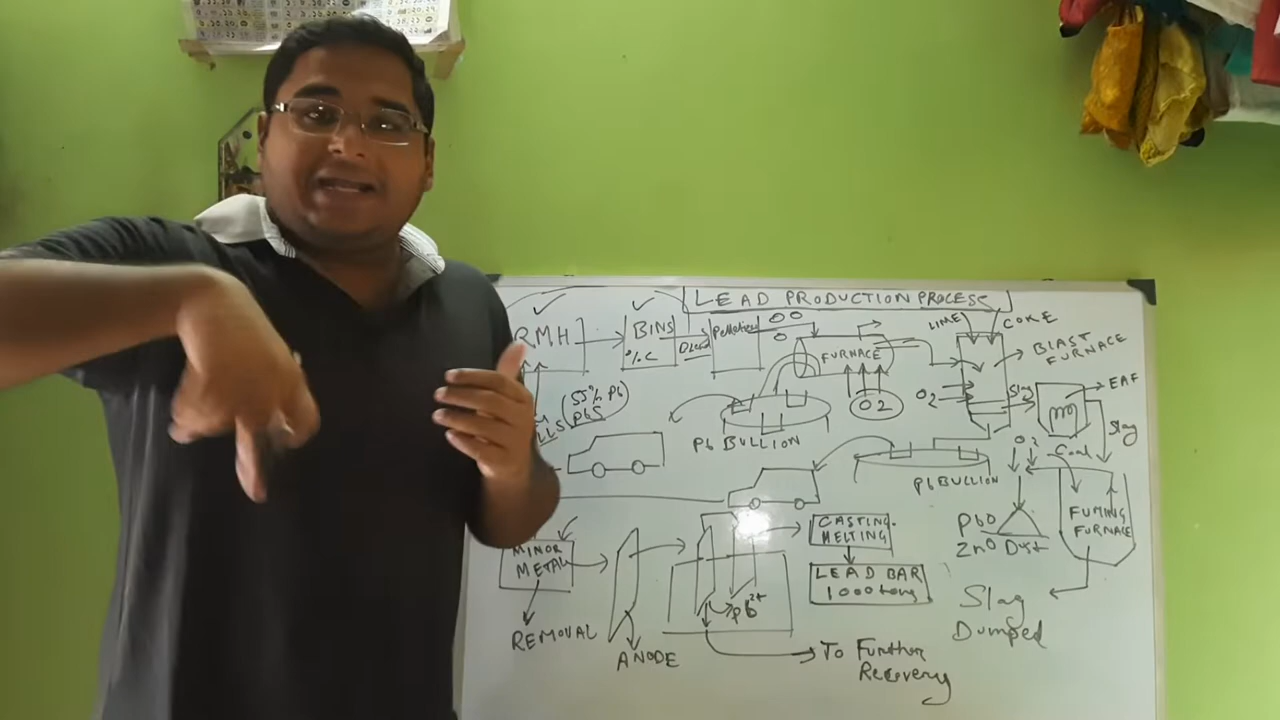 LEAD PRODUCTION PROCESS
RMH
BINS
%C
Pelletizer
FURNACE
O2
LIME
COKE
BLAST
FURNACE
O2
Slag
EAF
Slag
55% Pb
PbS
Pb BULLION
Pb BULLION
O2
Coal
FUMING
FURNACE
PbO
ZnO Dust
Slag
Dumped
MINOR
METAL
REMOVAL
ANODE
Pb2+
CASTING
MELTING
LEAD BAR
1000 tons
To Further
Recovery